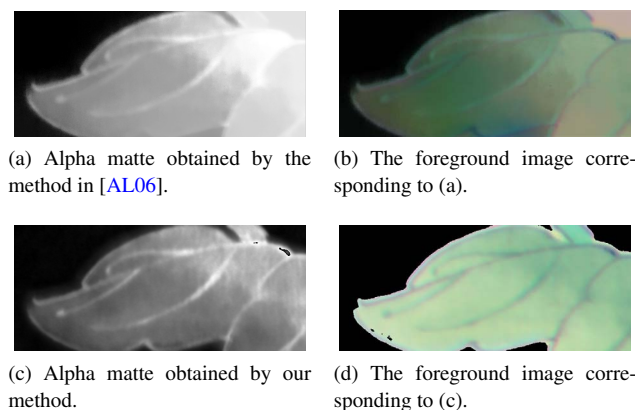 (a) Alpha matte obtained by the
method in [AL06].
(b) The foreground image corre-
sponding to (a).
(c) Alpha matte obtained by our
method.
(d) The foreground image corre-
sponding to (c).